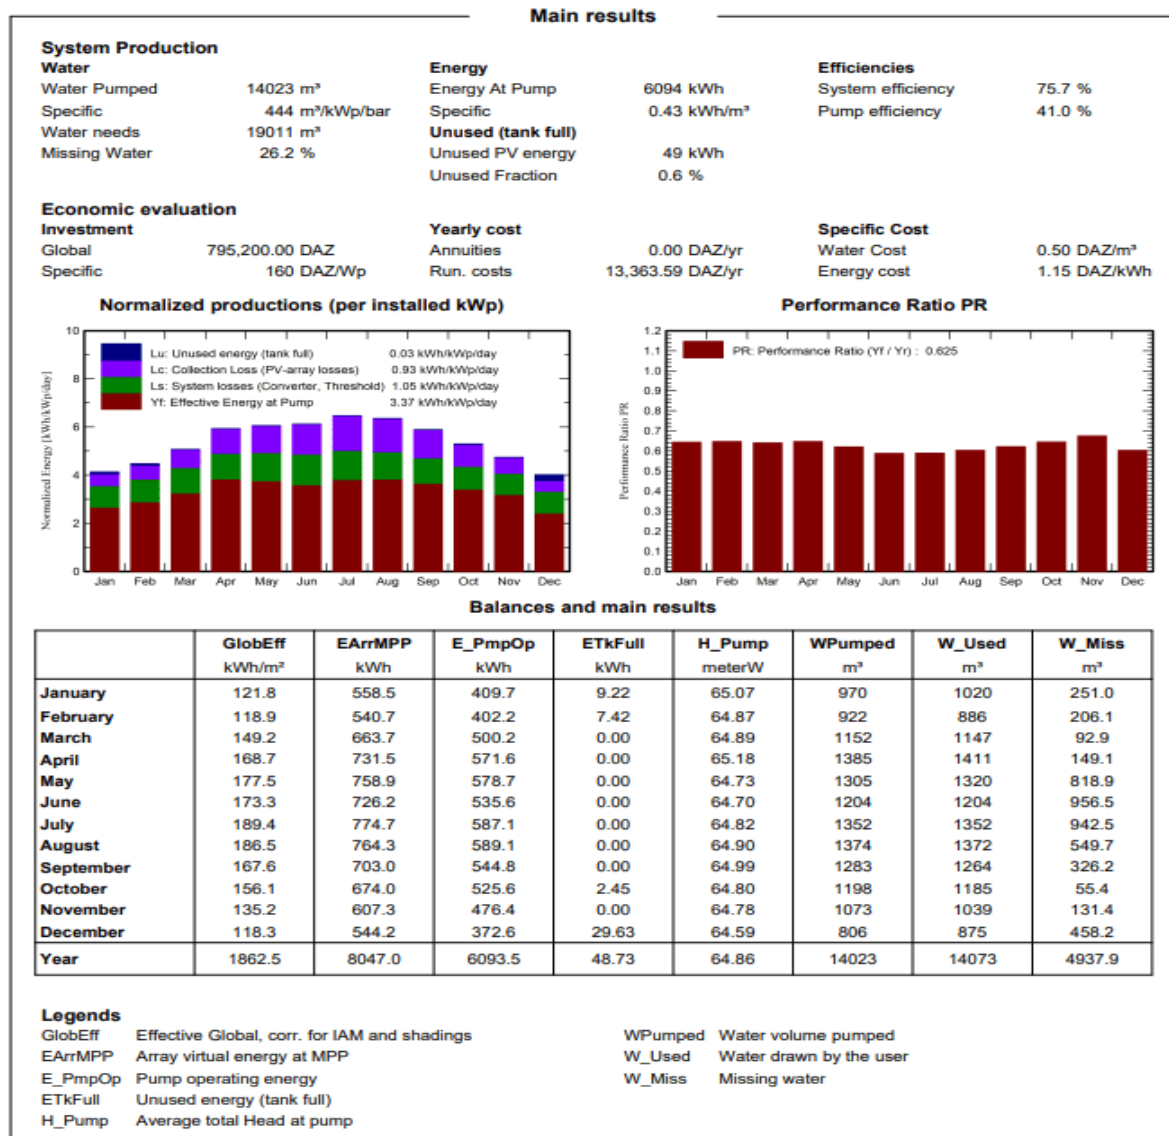 Main results
System Production
Water Energy Efficiencies
Water Pumped 14023 m³ Energy At Pump 6094 kWh System efficiency 75.7 %
Specific 444 m³/kWp/bar Specific 0.43 kWh/m³ Pump efficiency 41.0 %
Water needs 19011 m³ Unused (tank full)
Missing Water 26.2 % Unused PV energy 49 kWh
Unused Fraction 0.6 %
Economic evaluation
Investment Yearly cost Specific Cost
Global 795,200.00 DAZ Annuities 0.00 DAZ/yr Water Cost 0.50 DAZ/m³
Specific 160 DAZ/Wp Run. costs 13,363.59 DAZ/yr Energy cost 1.15 DAZ/kWh
Normalized productions (per installed kWp)
Normalized Energy [kWh/kWp/day]
10
8
6
4
2
0
Lu: Unused energy (tank full) 0.03 kWh/kWp/day
Lc: Collection Loss (PV-array losses) 0.93 kWh/kWp/day
Ls: System losses (Converter, Threshold) 1.05 kWh/kWp/day
Yf: Effective Energy at Pump 3.37 kWh/kWp/day
Jan Feb Mar Apr May Jun Jul Aug Sep Oct Nov Dec
Performance Ratio PR
Performance Ratio PR
1.2
1.1
1.0
0.9
0.8
0.7
0.6
0.5
0.4
0.3
0.2
0.1
0.0
PR: Performance Ratio (Yf / Yr) : 0.625
Jan Feb Mar Apr May Jun Jul Aug Sep Oct Nov Dec
Balances and main results
GlobEff EArrMPP E_PmpOp ETkFull H_Pump WPumped W_Used W_Miss
kWh/m² kWh kWh kWh meterW m³ m³ m³
January 121.8 558.5 409.7 9.22 65.07 970 1020 251.0
February 118.9 540.7 402.2 7.42 64.87 922 886 206.1
March 149.2 663.7 500.2 0.00 64.89 1152 1147 92.9
April 168.7 731.5 571.6 0.00 65.18 1385 1411 149.1
May 177.5 758.9 578.7 0.00 64.73 1305 1320 818.9
June 173.3 726.2 535.6 0.00 64.70 1204 1204 956.5
July 189.4 774.7 587.1 0.00 64.82 1352 1352 942.5
August 186.5 764.3 589.1 0.00 64.90 1374 1372 549.7
September 167.6 703.0 544.8 0.00 64.99 1283 1264 326.2
October 156.1 674.0 525.6 2.45 64.80 1198 1185 55.4
November 135.2 607.3 476.4 0.00 64.78 1073 1039 131.4
December 118.3 544.2 372.6 29.63 64.59 806 875 458.2
Year 1862.5 8047.0 6093.5 48.73 64.86 14023 14073 4937.9
Legends
GlobEff Effective Global, corr. for IAM and shadings WPumped Water volume pumped
EArrMPP Array virtual energy at MPP W_Used Water drawn by the user
E_PmpOp Pump operating energy W_Miss Missing water
ETkFull Unused energy (tank full)
H_Pump Average total Head at pump